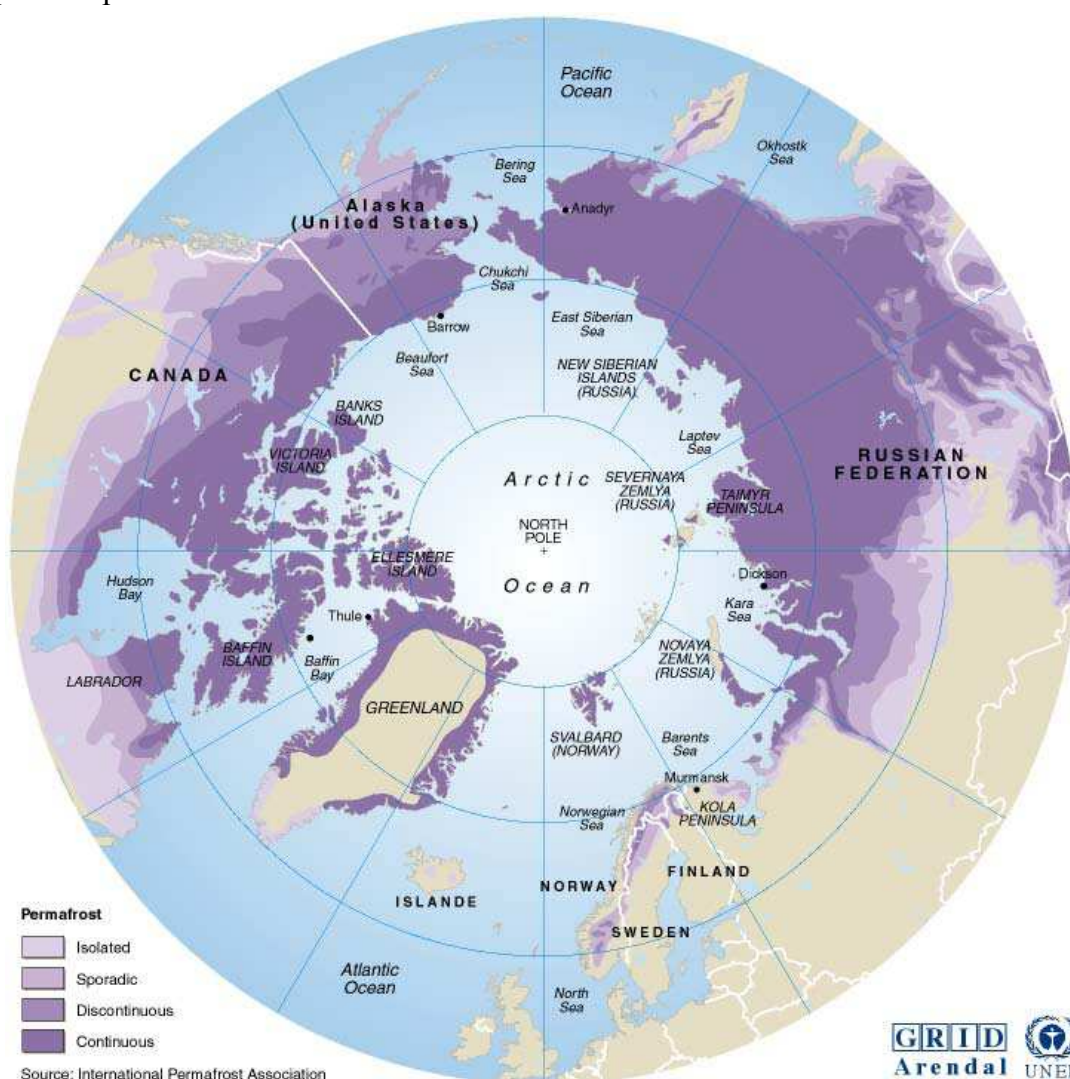 Pacific
Ocean
Okhostk
Sea
Bering
Sea
Anadyr
Alaska
(United States)
Chukchi
Sea
Barrow
East Siberian
Sea
Beaufort
Sea
NEW SIBERIAN
ISLANDS
(RUSSIA)
CANADA
BANKS
ISLAND
VICTORIA
ISLAND
Laptev
Sea
RUSSIAN
FEDERATION
Arctic
SEVERNAYA
ZEMLYA
(RUSSIA)
TAIMYR
PENINSULA
NORTH
POLE
+
ELLESMERE
ISLAND
Ocean
Dickson
Hudson
Bay
Kara
Sea
Thule
BAFFIN
ISLAND
Baffin
Bay
NOVAYA
ZEMLYA
(RUSSIA)
LABRADOR
GREENLAND
SVALBARD
(NORWAY)
Barents
Sea
Murmansk
KOLA
PENINSULA
Norwegian
Sea
FINLAND
NORWAY
ISLANDE
SWEDEN
Atlantic
Ocean
North
Sea
Permafrost
Isolated
Sporadic
Discontinuous
Continuous
Source: International Permafrost Association
GRID
Arendal
UNEP